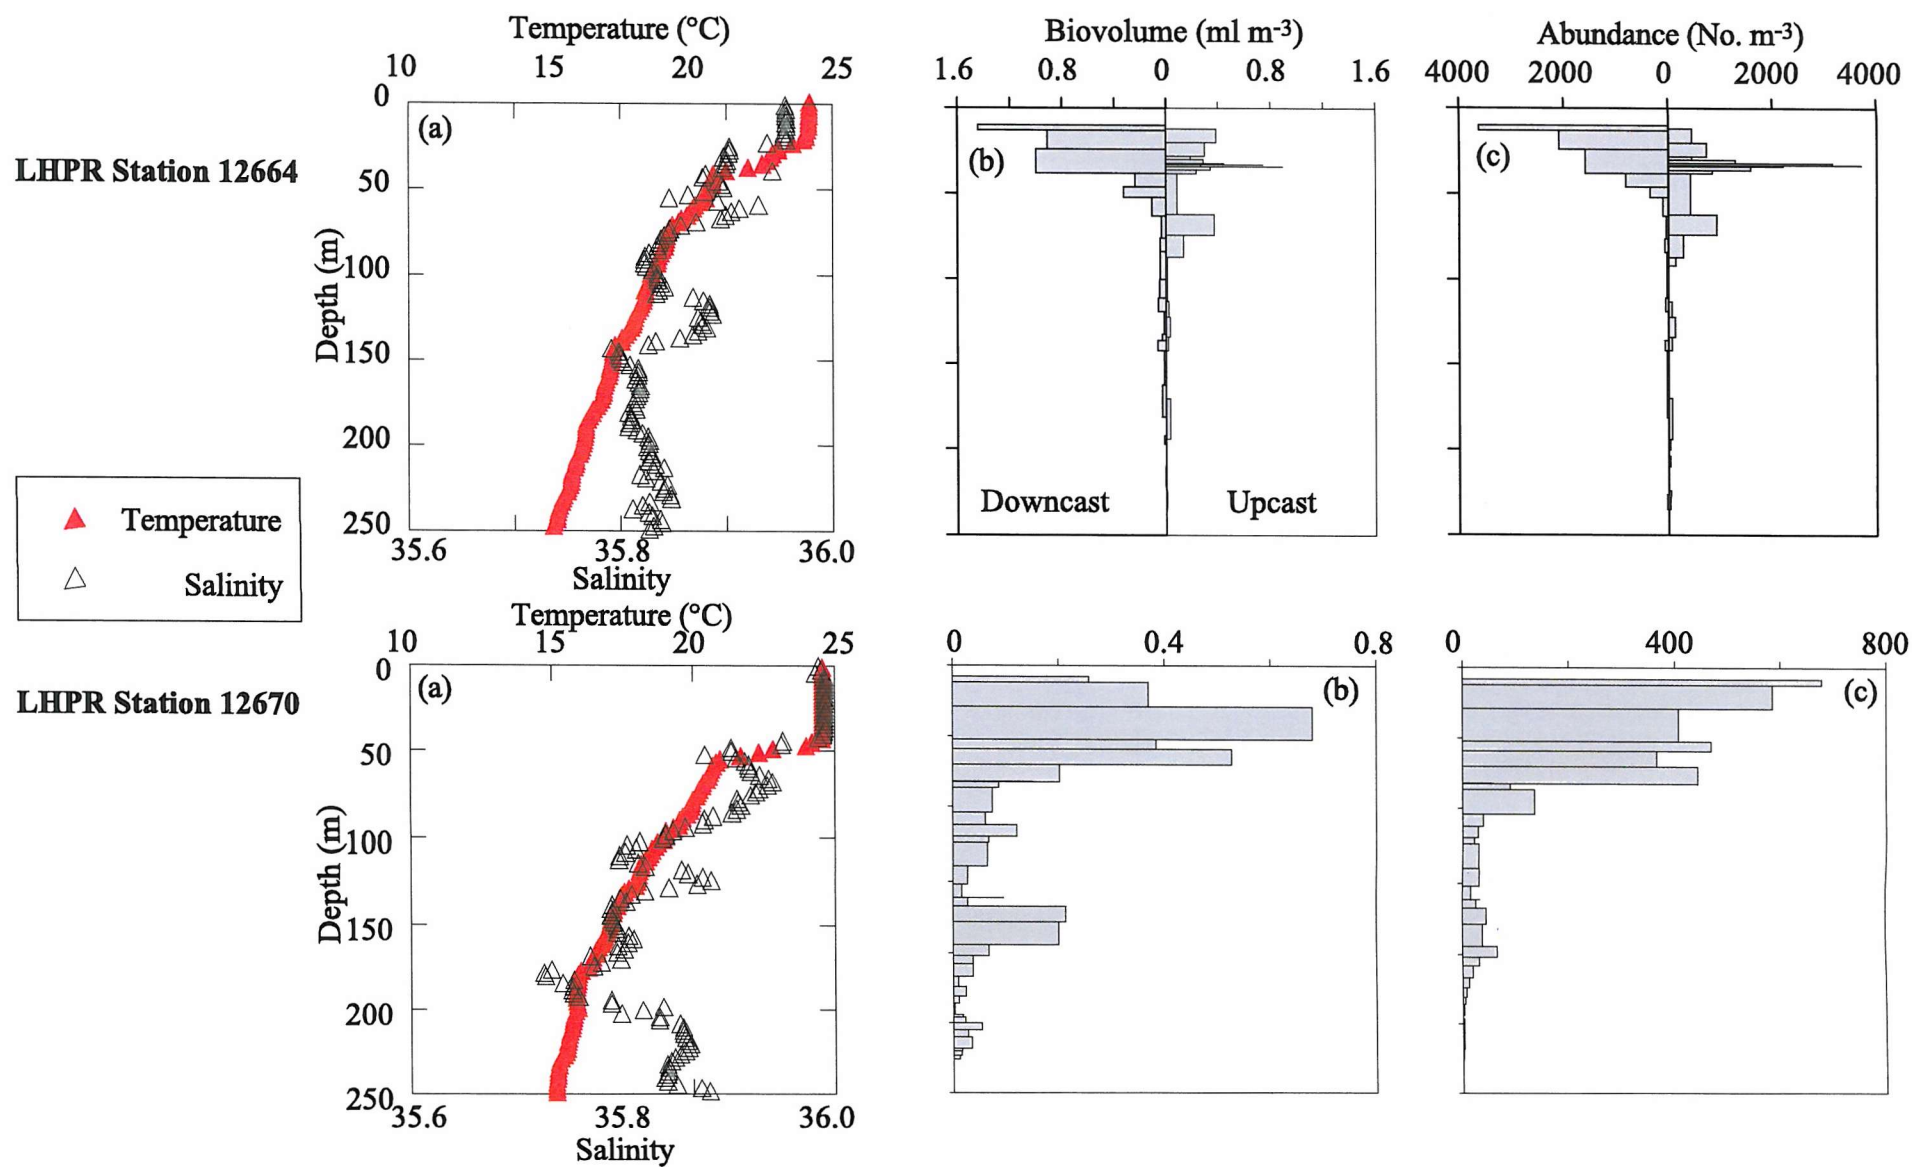 Temperature (°C)
10 15 20 25
Biovolume (ml m⁻³)
1.6 0.8 0 0.8 1.6
Abundance (No. m⁻³)
4000 2000 0 2000 4000
LHPR Station 12664
Depth (m)
0
50
100
150
200
250
(a)
(b)
(c)
Downcast Upcast
35.6 35.8 36.0
Salinity
Temperature
Salinity
Temperature (°C)
10 15 20 25
0 0.4 0.8
0 400 800
LHPR Station 12670
Depth (m)
0
50
100
150
200
250
(a)
(b)
(c)
35.6 35.8 36.0
Salinity